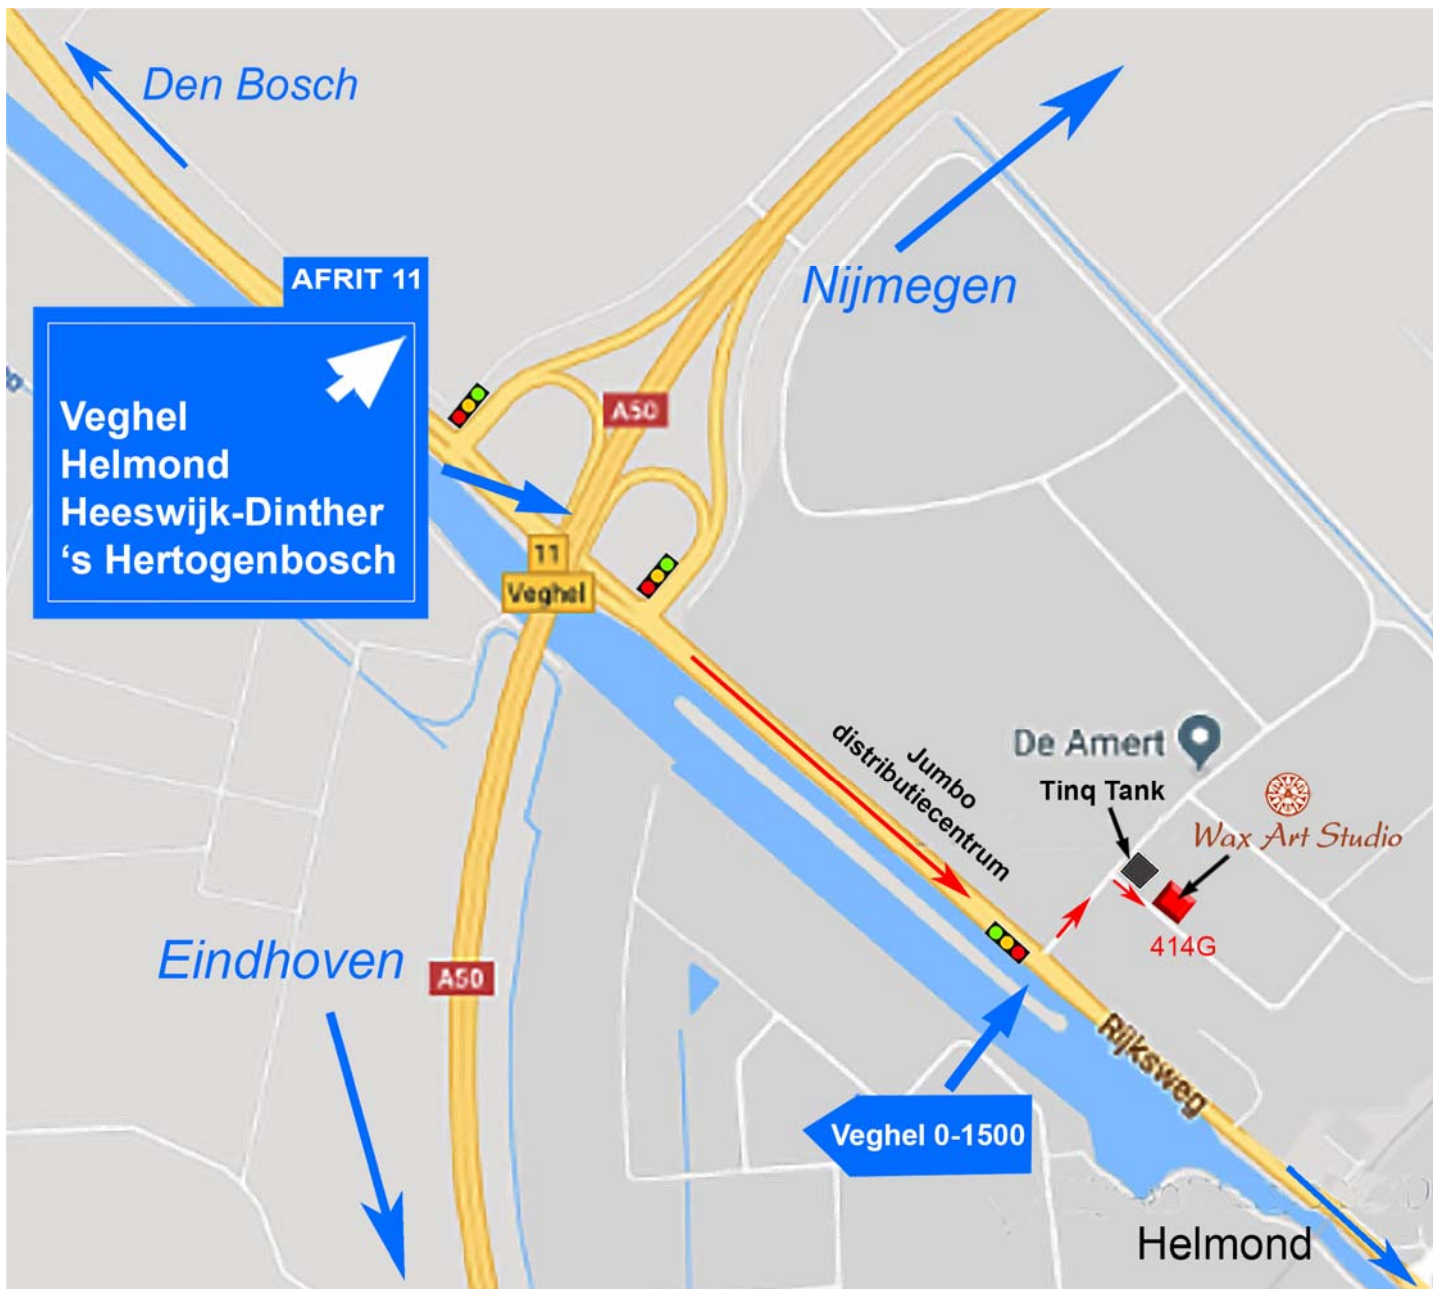 Den Bosch
Nijmegen
AFRIT 11
Veghel
Helmond
Heeswijk-Dinther
‘s Hertogenbosch
A50
11
Veghel
Jumbo
distributiecentrum
De Amert
Tinq Tank
Wax Art Studio
414G
Eindhoven
A50
Rijksweg
Veghel 0-1500
Helmond